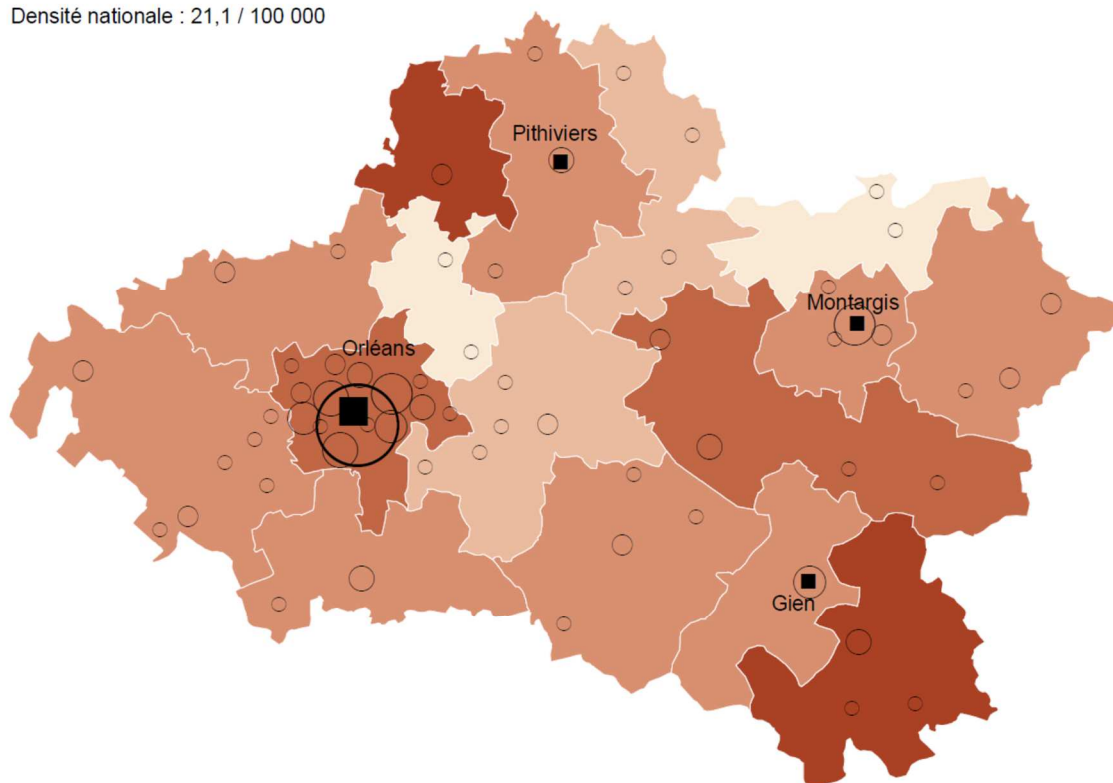 Densité nationale : 21,1 / 100 000
Pithiviers
Montargis
Orléans
Gien